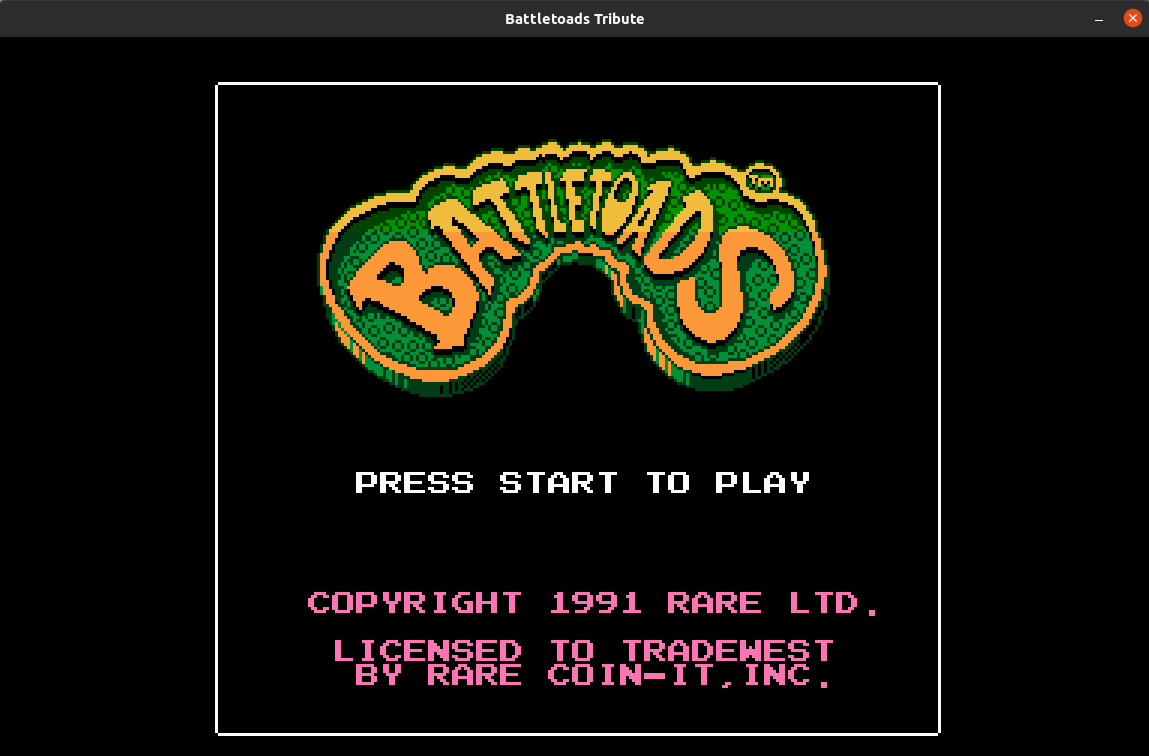 Battletoads Tribute
BATTLETOADS
TM
PRESS START TO PLAY
COPYRIGHT 1991 RARE LTD.
LICENSED TO TRADEWEST
BY RARE COIN-IT,INC.